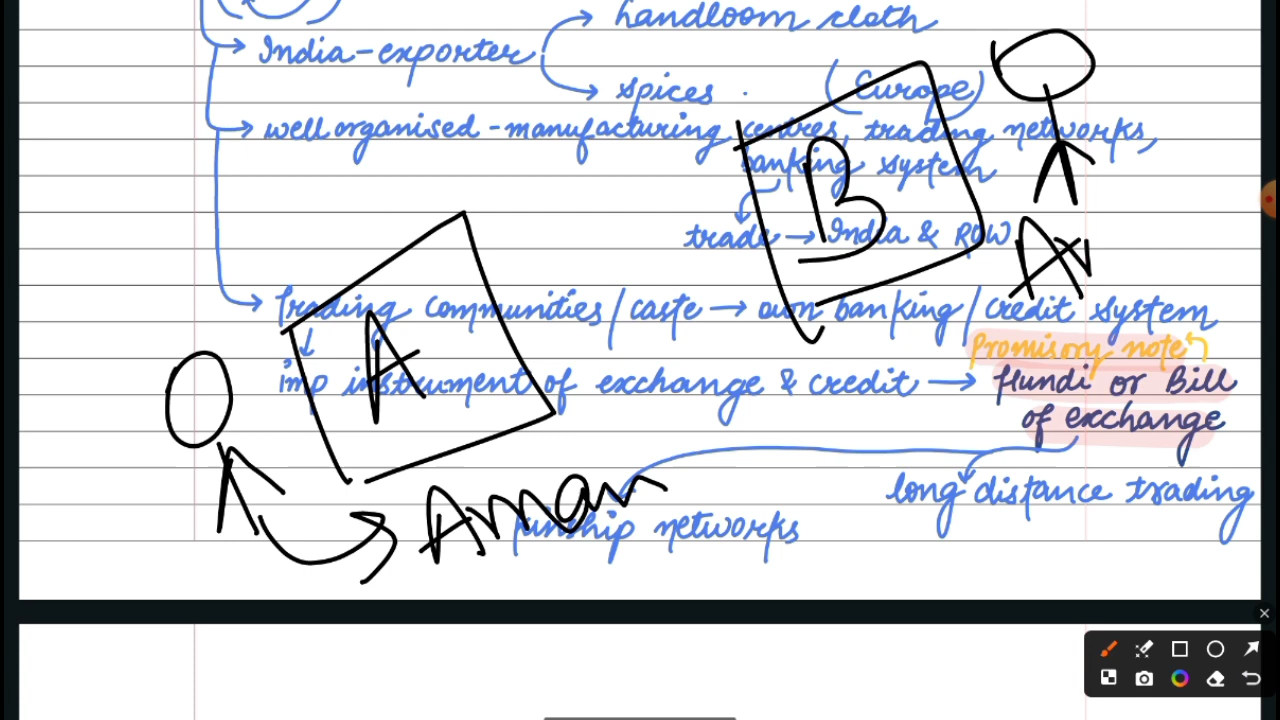 handloom cloth
India-exporter
spices (Europe)
well organised - manufacturing centres, trading networks,
banking system
B
trade → India & ROW
An
Trading communities/caste → own banking/credit system
Promisory note
A
imp instrument of exchange & credit → Hundi or Bill
of exchange
long distance trading
Aman
kinship networks